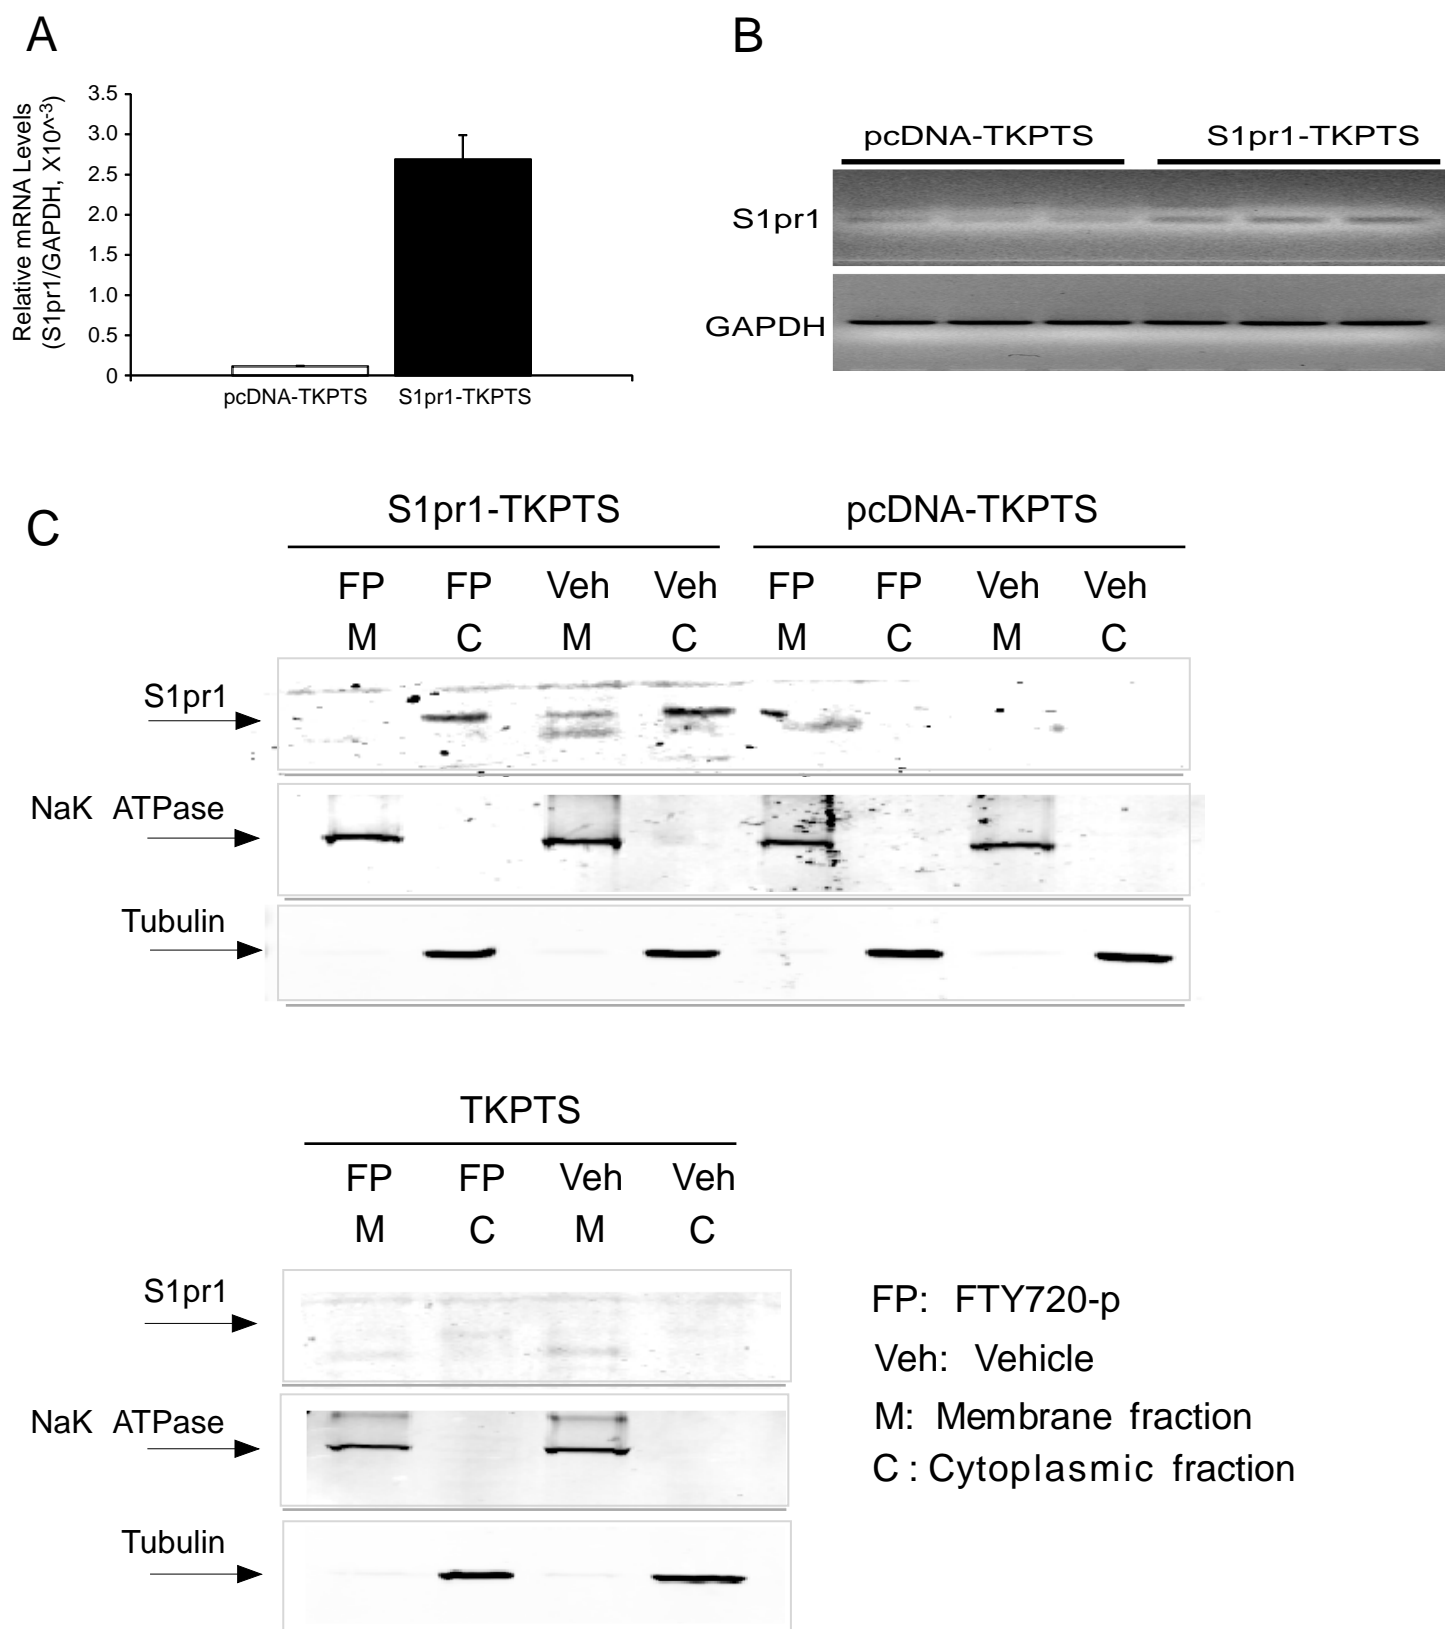 A
Relative mRNA Levels
(S1pr1/GAPDH, X10^-3)
3.5
3.0
2.5
2.0
1.5
1.0
0.5
0
pcDNA-TKPTS S1pr1-TKPTS
B
pcDNA-TKPTS S1pr1-TKPTS
S1pr1
GAPDH
C
S1pr1-TKPTS pcDNA-TKPTS
FP FP Veh Veh FP FP Veh Veh
M C M C M C M C
S1pr1
NaK ATPase
Tubulin
TKPTS
FP FP Veh Veh
M C M C
S1pr1
NaK ATPase
Tubulin
FP: FTY720-p
Veh: Vehicle
M: Membrane fraction
C : Cytoplasmic fraction